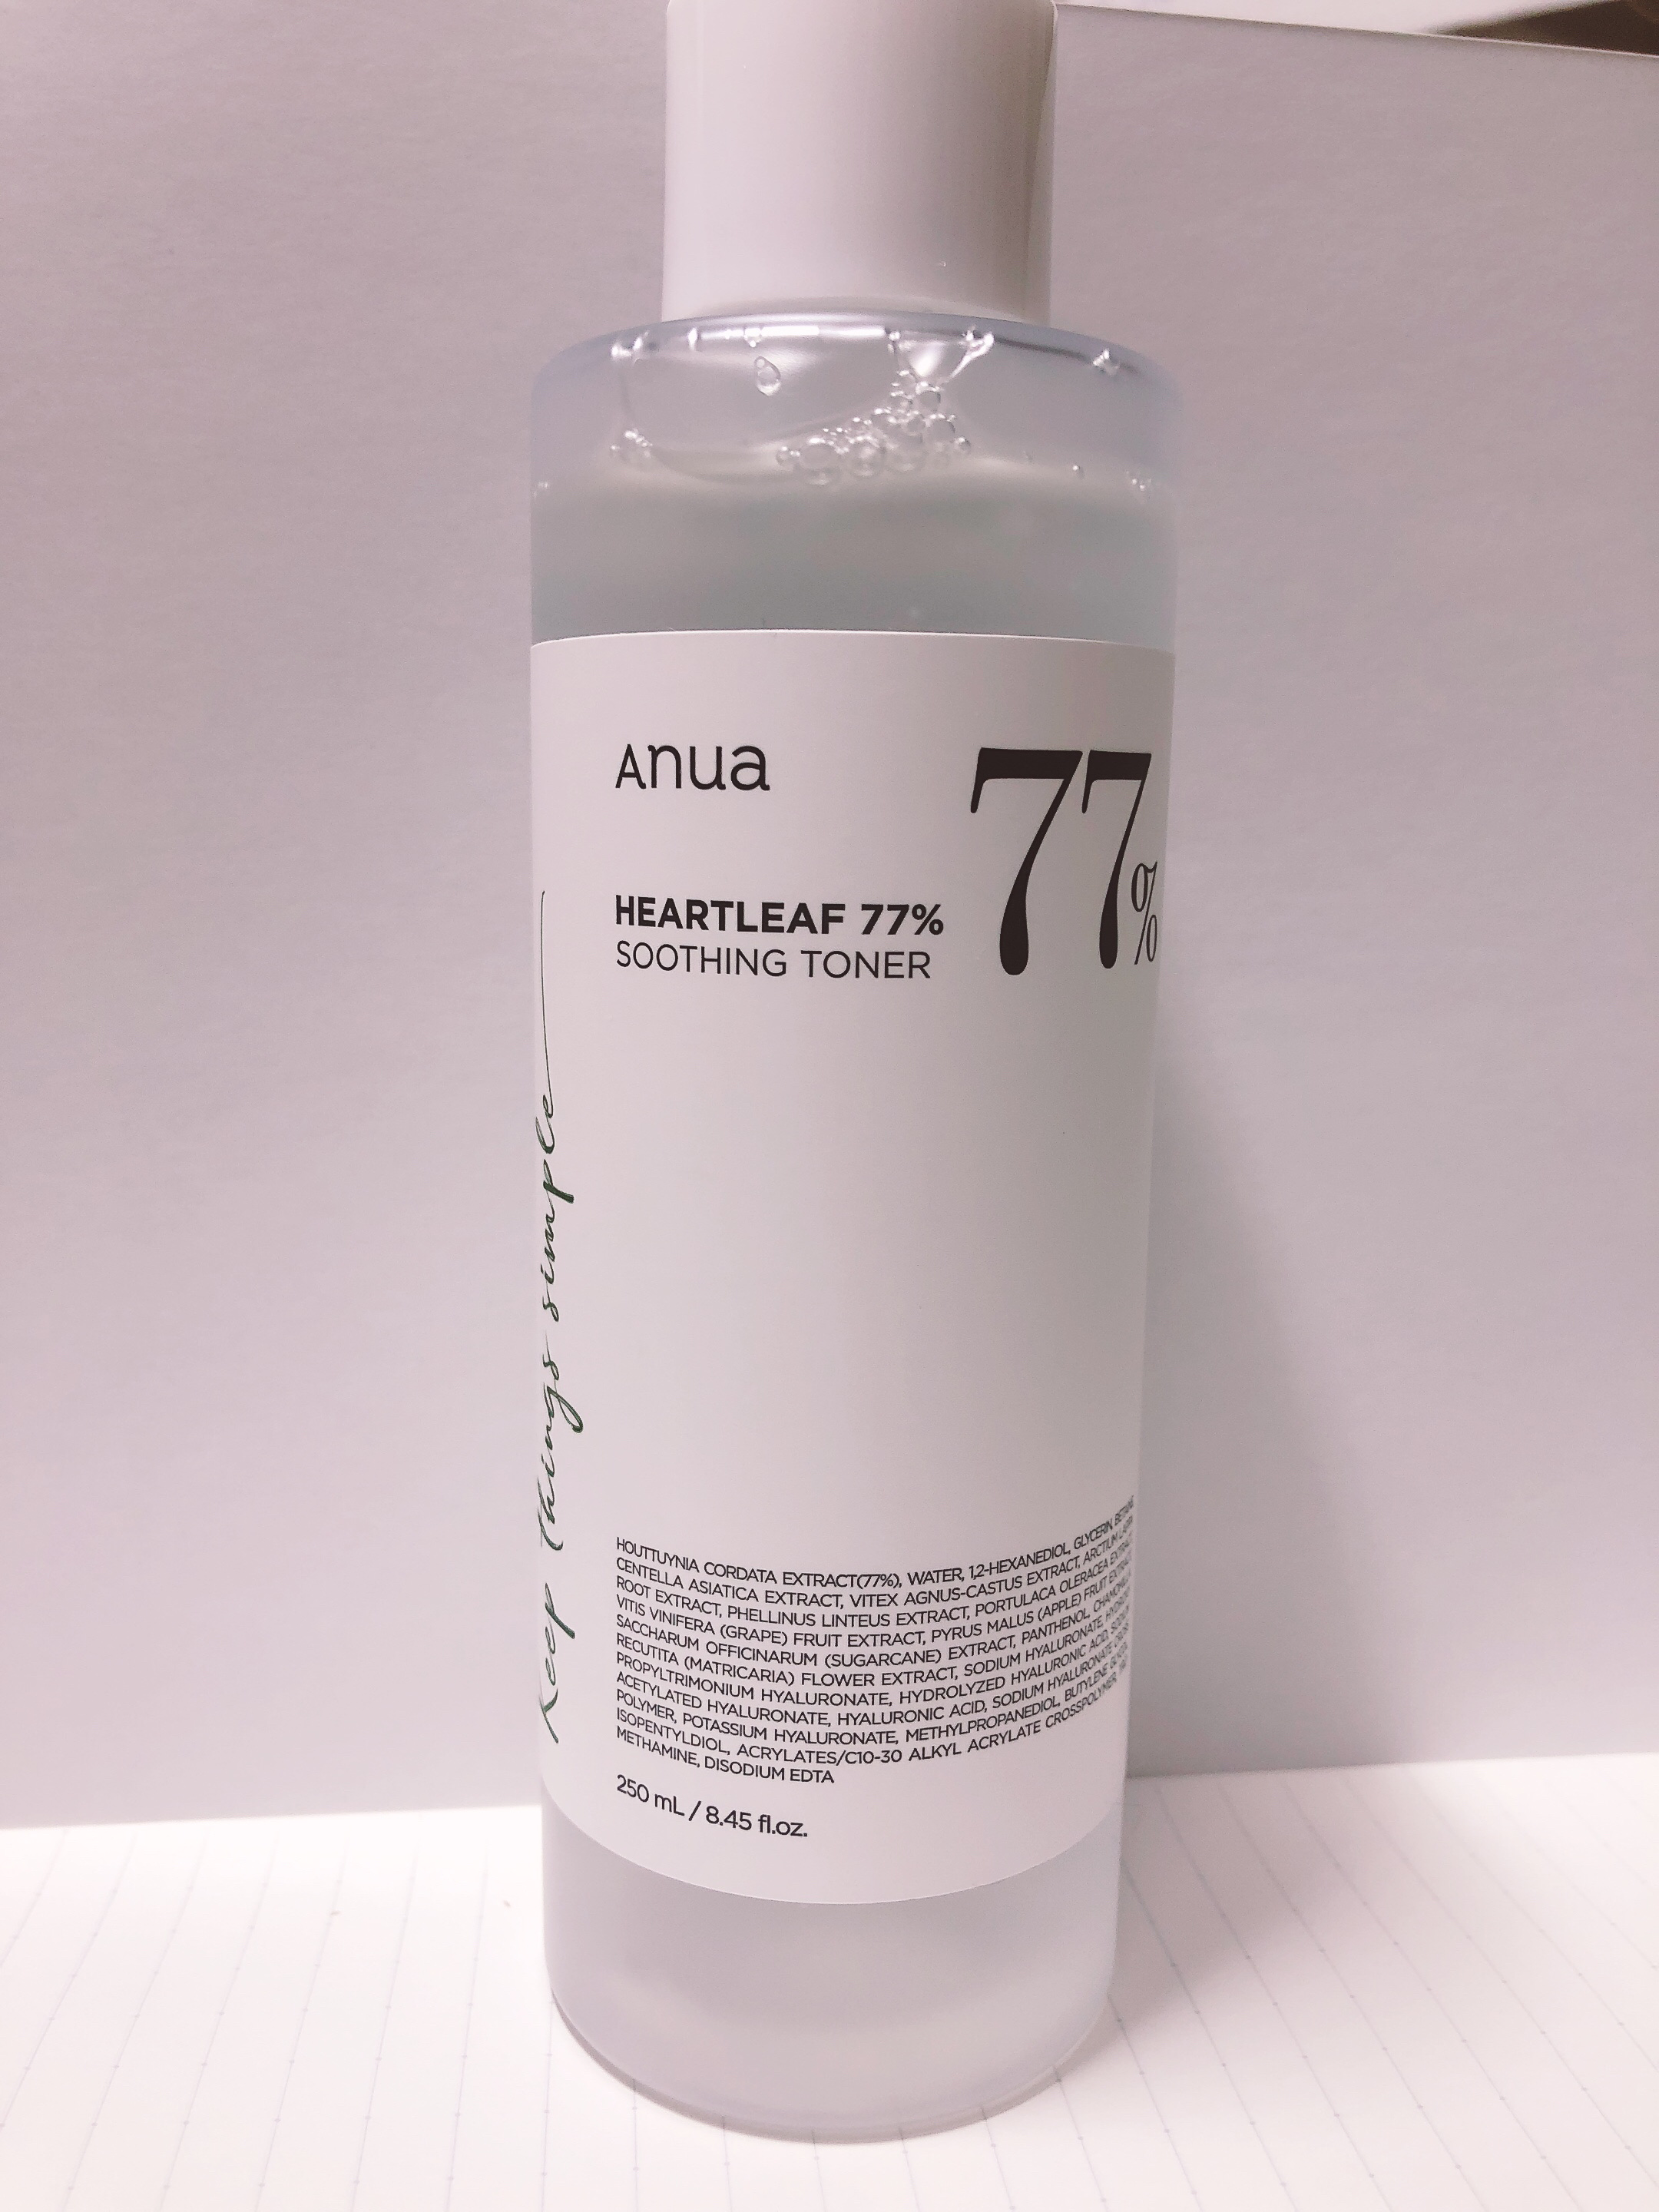 Anua
77%
HEARTLEAF 77%
SOOTHING TONER
Keep things simple
HOUTTUYNIA CORDATA EXTRACT(77%), WATER, 1,2-HEXANEDIOL, GLYCERIN, BETAINE,
CENTELLA ASIATICA EXTRACT, VITEX AGNUS-CASTUS EXTRACT, ARCTIUM LAPPA
ROOT EXTRACT, PHELLINUS LINTEUS EXTRACT, PORTULACA OLERACEA EXTRACT,
VITIS VINIFERA (GRAPE) FRUIT EXTRACT, PYRUS MALUS (APPLE) FRUIT EXTRACT,
SACCHARUM OFFICINARUM (SUGARCANE) EXTRACT, PANTHENOL, CHAMOMILLA
RECUTITA (MATRICARIA) FLOWER EXTRACT, SODIUM HYALURONATE,
PROPYLTRIMONIUM HYALURONATE, HYDROLYZED HYALURONIC ACID, SODIUM
ACETYLATED HYALURONATE, HYALURONIC ACID, SODIUM HYALURONATE
POLYMER, POTASSIUM HYALURONATE, METHYLPROPANEDIOL, BUTYLENE GLYCOL,
ISOPENTYLDIOL, ACRYLATES/C10-30 ALKYL ACRYLATE CROSSPOLYMER,
METHAMINE, DISODIUM EDTA
250 mL / 8.45 fl.oz.